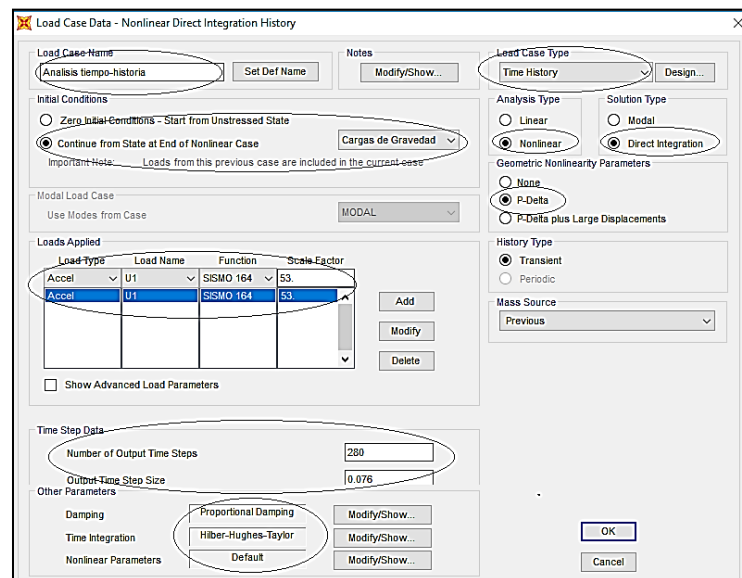 Load Case Data - Nonlinear Direct Integration History
Load Case Name
Analisis tiempo-historia
Set Def Name
Notes
Modify/Show...
Load Case Type
Time History
Design...
Initial Conditions
Zero Initial Conditions - Start from Unstressed State
Continue from State at End of Nonlinear Case
Cargas de Gravedad
Important Note: Loads from this previous case are included in the current case
Analysis Type
Linear
Nonlinear
Solution Type
Modal
Direct Integration
Geometric Nonlinearity Parameters
None
P-Delta
P-Delta plus Large Displacements
Modal Load Case
Use Modes from Case
MODAL
History Type
Transient
Periodic
Loads Applied
Load Type Load Name Function Scale Factor
Accel U1 SISMO 164 53.
Accel U1 SISMO 164 53.
Add
Modify
Delete
Show Advanced Load Parameters
Mass Source
Previous
Time Step Data
Number of Output Time Steps 280
Output Time Step Size 0.076
Other Parameters
Damping Proportional Damping Modify/Show...
Time Integration Hilber-Hughes-Taylor Modify/Show...
Nonlinear Parameters Default Modify/Show...
OK
Cancel